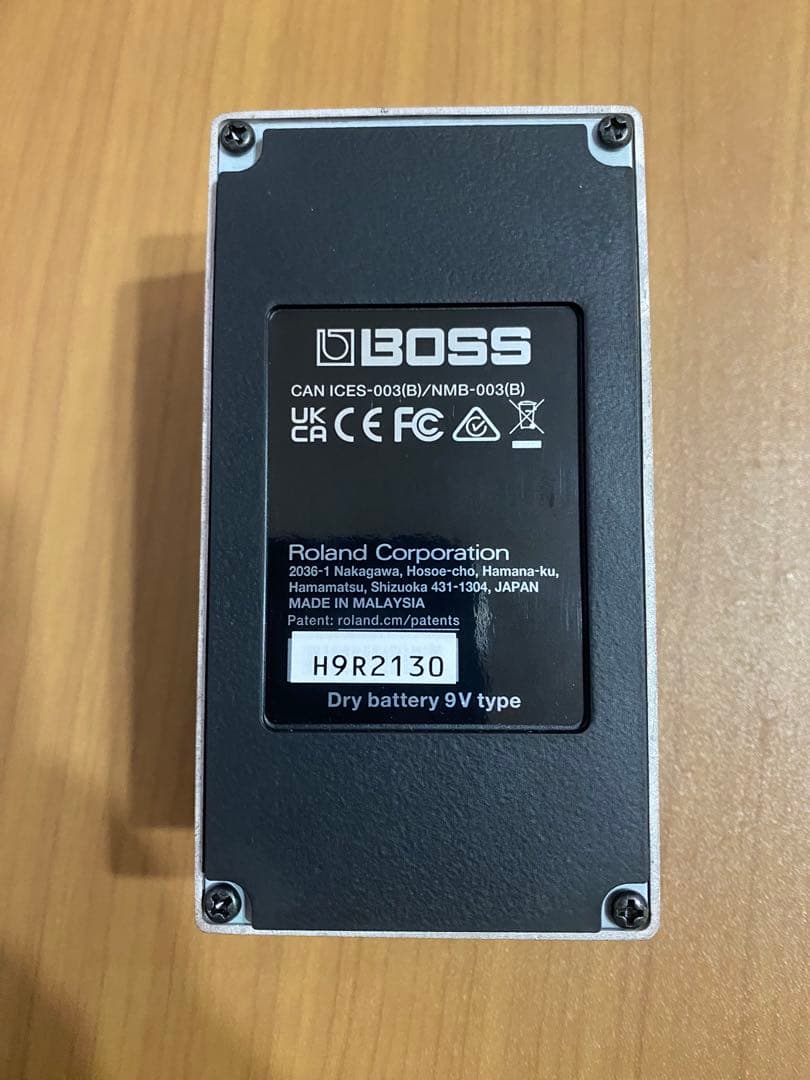 BOSS
CAN ICES-003(B)/NMB-003(B)
UK CA CE FC
Roland Corporation
2036-1 Nakagawa, Hosoe-cho, Hamana-ku,
Hamamatsu, Shizuoka 431-1304, JAPAN
MADE IN MALAYSIA
Patent: roland.cm/patents
H9R2130
Dry battery 9V type